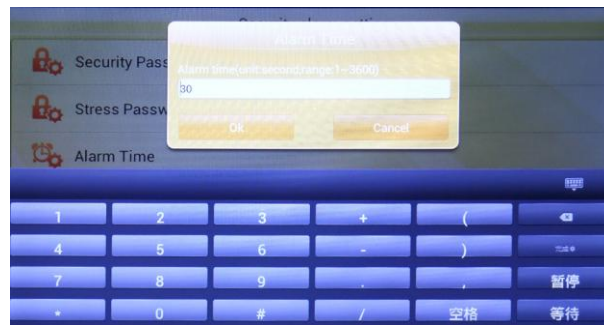 Alarm Time
Security Pass
Alarm time(unit:second,range:1~3600)
30
Stress Passw
Ok
Cancel
Alarm Time
1 2 3 + (
4 5 6 - )
7 8 9 . , 暂停
* 0 # / 空格 等待